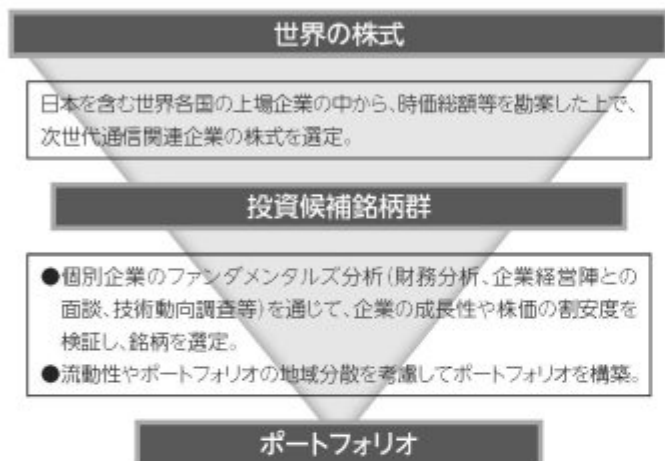 世界の株式
日本を含む世界各国の上場企業の中から、時価総額等を勘案した上で、
次世代通信関連企業の株式を選定。
投資候補銘柄群
●個別企業のファンダメンタルズ分析(財務分析、企業経営陣との
面談、技術動向調査等)を通じて、企業の成長性や株価の割安度を
検証し、銘柄を選定。
●流動性やポートフォリオの地域分散を考慮してポートフォリオを構築。
ポートフォリオ